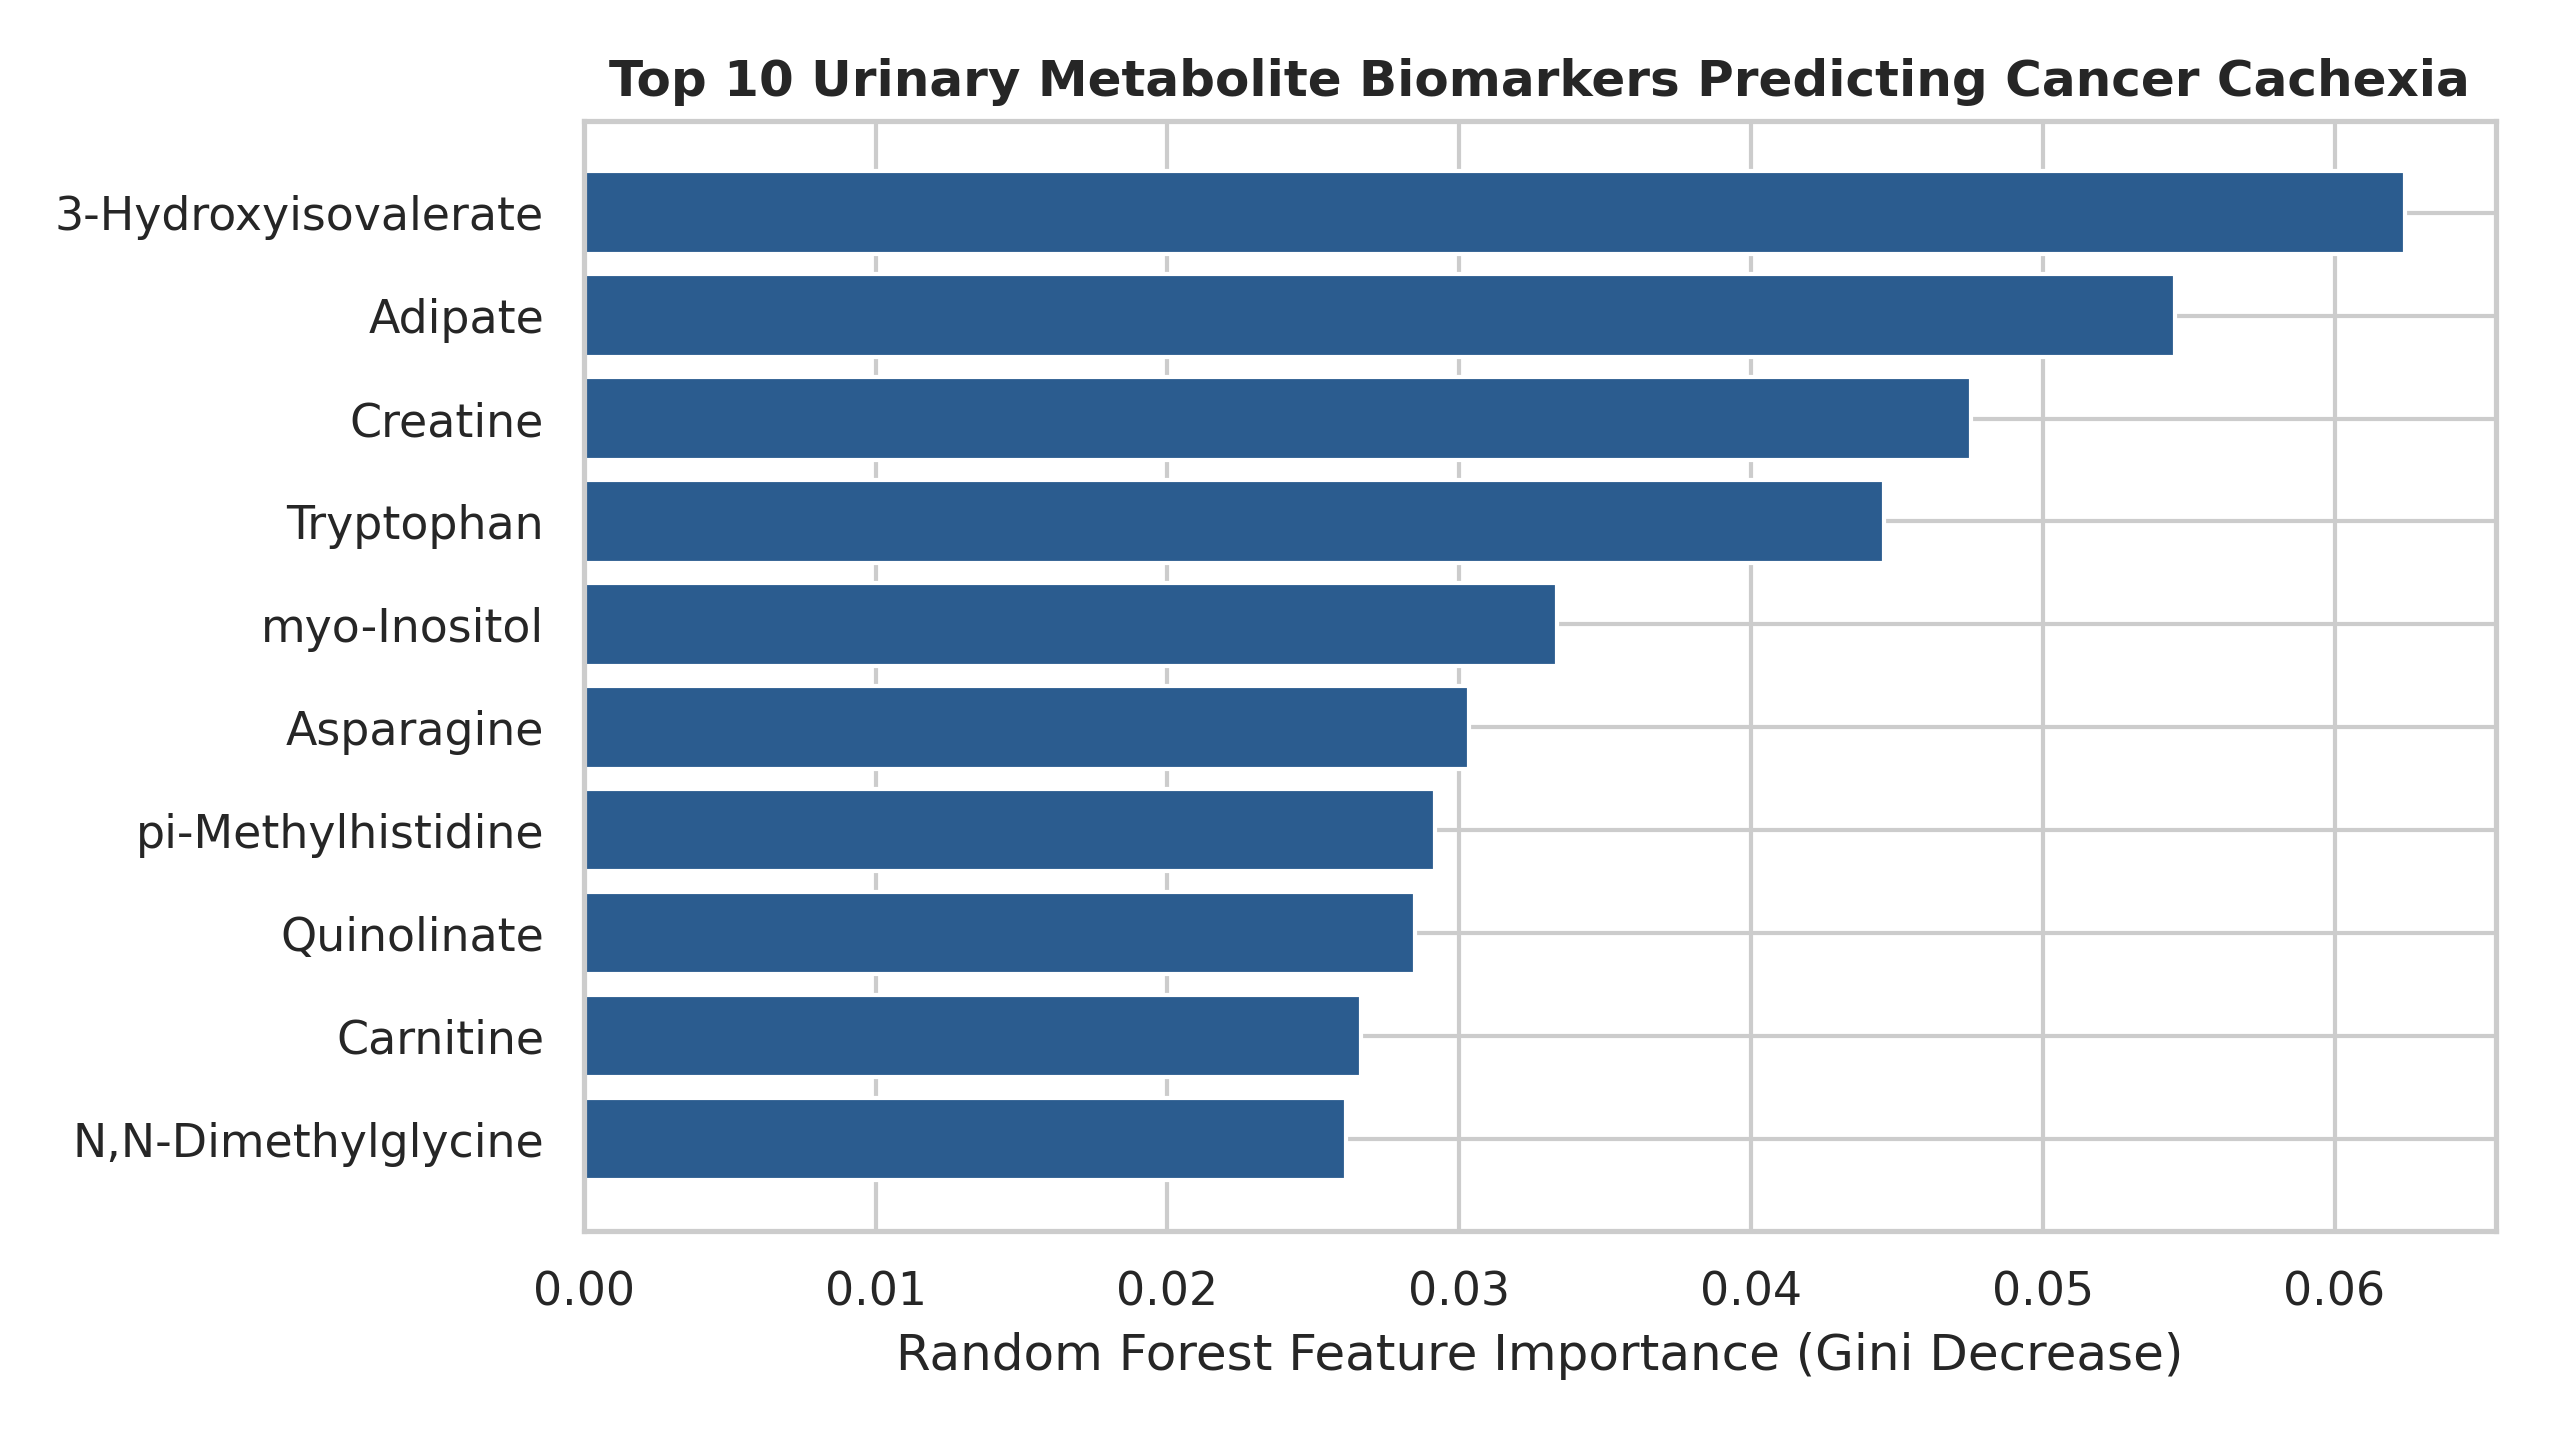 Top 10 Urinary Metabolite Biomarkers Predicting Cancer Cachexia
3-Hydroxyisovalerate
Adipate
Creatine
Tryptophan
myo-Inositol
Asparagine
pi-Methylhistidine
Quinolinate
Carnitine
N,N-Dimethylglycine
0.00 0.01 0.02 0.03 0.04 0.05 0.06
Random Forest Feature Importance (Gini Decrease)